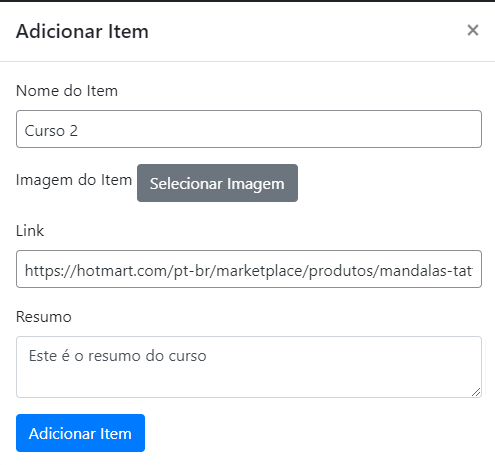 Adicionar Item
×
Nome do Item
Curso 2
Imagem do Item Selecionar Imagem
Link
https://hotmart.com/pt-br/marketplace/produtos/mandalas-tat
Resumo
Este é o resumo do curso
Adicionar Item